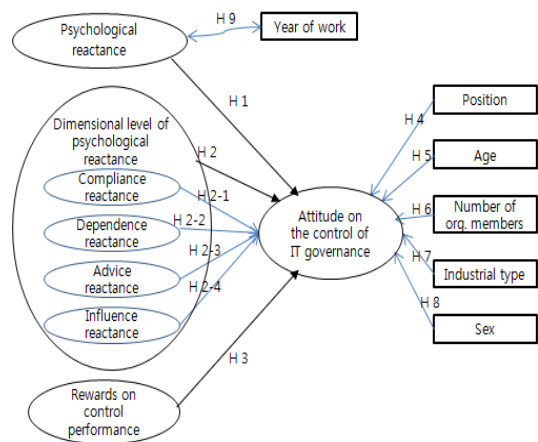 Psychological
reactance
H 9
Year of work
H 1
Dimensional level of
psychological
reactance
H 2
Compliance
reactance
H 2-1
Dependence
reactance
H 2-2
Advice
reactance
H 2-3
Influence
reactance
H 2-4
Rewards on
control
performance
H 3
Attitude on
the control of
IT governance
H 4
Position
H 5
Age
H 6
Number of
org. members
H 7
Industrial type
H 8
Sex